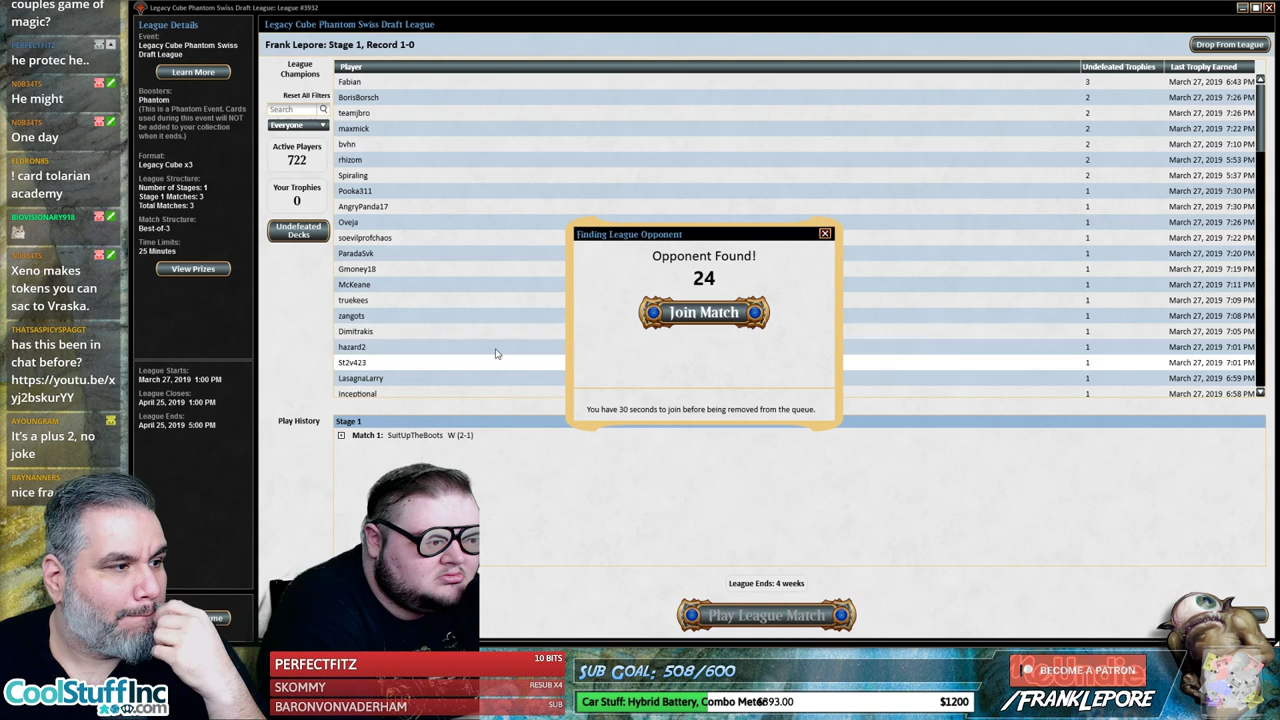 couples game of
magic?
PERFECTFITZ
he protec he..
N0B34TS
He might
N0B34TS
One day
ELDRON85
! card tolarian
academy
BIOVISIONARY918
N0B34TS
Xeno makes
tokens you can
sac to Vraska.
THATSASPICYSPAGGT
has this been in
chat before?
https://youtu.be/x
yj2bskurYY
AYOUNGRAM
It's a plus 2, no
joke
BAYNANNERS
nice fra
Legacy Cube Phantom Swiss Draft League: League #3932
League Details
Event:
Legacy Cube Phantom Swiss
Draft League
Learn More
Boosters:
Phantom
(This is a Phantom Event. Cards
used during this event will NOT
be added to your collection
when it ends.)
Format:
Legacy Cube x3
League Structure:
Number of Stages: 1
Stage 1 Matches: 3
Total Matches: 3
Match Structure:
Best-of-3
Time Limits:
25 Minutes
View Prizes
League Starts:
March 27, 2019 1:00 PM
League Closes:
April 25, 2019 1:00 PM
League Ends:
April 25, 2019 5:00 PM
Legacy Cube Phantom Swiss Draft League
Frank Lepore: Stage 1, Record 1-0
Drop From League
League
Champions
Reset All Filters
Search
Everyone
Active Players
722
Your Trophies
0
Undefeated
Decks
Player Undefeated Trophies Last Trophy Earned
Fabian 3 March 27, 2019 6:43 PM
BorisBorsch 2 March 27, 2019 7:26 PM
teamjbro 2 March 27, 2019 7:26 PM
maxmick 2 March 27, 2019 7:22 PM
bvhn 2 March 27, 2019 7:10 PM
rhizom 2 March 27, 2019 5:53 PM
Spiraling 2 March 27, 2019 5:37 PM
Pooka311 1 March 27, 2019 7:30 PM
AngryPanda17 1 March 27, 2019 7:30 PM
Oveja 1 March 27, 2019 7:26 PM
soevilprofchaos 1 March 27, 2019 7:22 PM
ParadaSvk 1 March 27, 2019 7:20 PM
Gmoney18 1 March 27, 2019 7:19 PM
McKeane 1 March 27, 2019 7:11 PM
truekees 1 March 27, 2019 7:09 PM
zangots 1 March 27, 2019 7:08 PM
Dimitrakis 1 March 27, 2019 7:05 PM
hazard2 1 March 27, 2019 7:01 PM
St2v423 1 March 27, 2019 7:01 PM
LasagnaLarry 1 March 27, 2019 6:59 PM
Inceptional 1 March 27, 2019 6:58 PM
Finding League Opponent
Opponent Found!
24
Join Match
You have 30 seconds to join before being removed from the queue.
Play History
Stage 1
Match 1: SuitUpTheBoots W (2-1)
League Ends: 4 weeks
Play League Match
me
CoolStuffInc
.com
PERFECTFITZ 10 BITS
SKOMMY RESUB X4
BARONVONVADERHAM SUB
SUB GOAL: 508/600
Car Stuff: Hybrid Battery, Combo Mete $393.00 $1200
BECOME A PATRON
/FRANKLEPORE